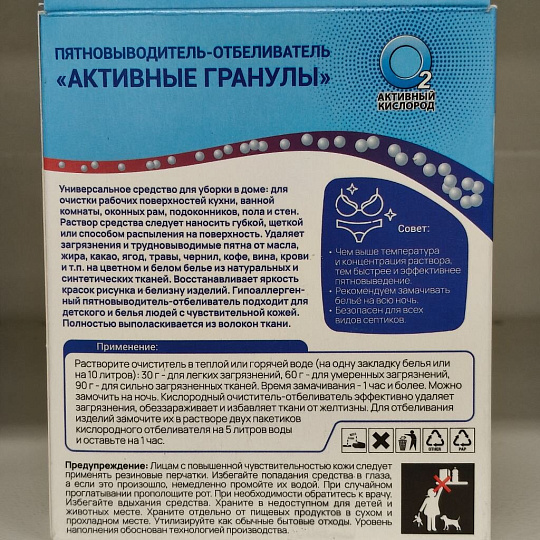 ПЯТНОВЫВОДИТЕЛЬ-ОТБЕЛИВАТЕЛЬ
«АКТИВНЫЕ ГРАНУЛЫ»
O2
АКТИВНЫЙ
КИСЛОРОД
Универсальное средство для уборки в доме: для
очистки рабочих поверхностей кухни, ванной
комнаты, оконных рам, подоконников, пола и стен.
Раствор средства следует наносить губкой, щеткой
или способом распыления на поверхность. Удаляет
загрязнения и трудновыводимые пятна от масла,
жира, какао, ягод, травы, чернил, кофе, вина, крови
и т.п. на цветном и белом белье из натуральных и
синтетических тканей. Восстанавливает яркость
красок рисунка и белизну изделий. Гипоаллерген-
ный пятновыводитель-отбеливатель подходит для
детского и белья людей с чувствительной кожей.
Полностью выполаскивается из волокон ткани.
Совет:
• Чем выше температура
и концентрация раствора,
тем быстрее и эффективнее
пятновыведение.
• Рекомендуем замачивать
бельё на всю ночь.
• Безопасен для всех
видов септиков.
Применение:
Растворите очиститель в теплой или горячей воде (на одну закладку белья или
на 10 литров): 30 г - для легких загрязнений, 60 г - для умеренных загрязнений,
90 г - для сильно загрязненных тканей. Время замачивания - 1 час и более. Можно
замочить на ночь. Кислородный очиститель-отбеливатель эффективно удаляет
загрязнения, обеззараживает и избавляет ткани от желтизны. Для отбеливания
изделий замочите их в растворе двух пакетиков
кислородного отбеливателя на 5 литров воды
и оставьте на 1 час.
PAP
Предупреждение: Лицам с повышенной чувствительностью кожи следует
применять резиновые перчатки. Избегайте попадания средства в глаза,
а если это произошло, немедленно промойте их водой. При случайном
проглатывании прополощите рот. При необходимости обратитесь к врачу.
Избегайте вдыхания средства. Храните в недоступном для детей и
животных месте. Храните отдельно от пищевых продуктов в сухом и
прохладном месте. Утилизируйте как обычные бытовые отходы. Уровень
наполнения обоснован технологией производства.